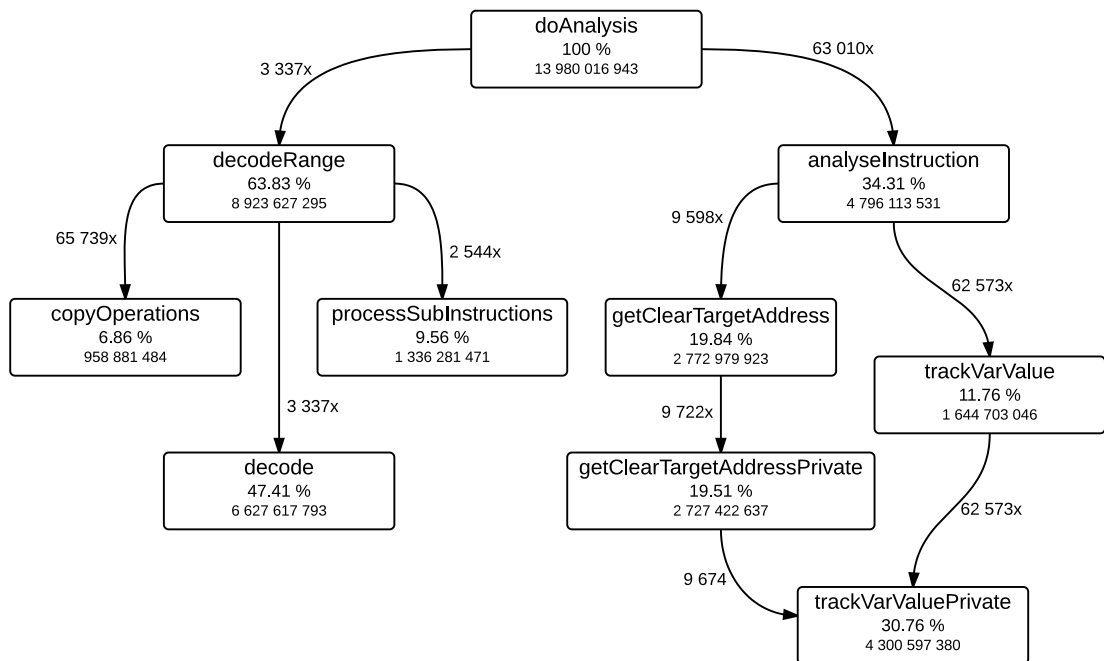 doAnalysis
100 %
13 980 016 943
3 337x
63 010x
decodeRange
63.83 %
8 923 627 295
analyseInstruction
34.31 %
4 796 113 531
65 739x
2 544x
9 598x
62 573x
copyOperations
6.86 %
958 881 484
processSubInstructions
9.56 %
1 336 281 471
getClearTargetAddress
19.84 %
2 772 979 923
trackVarValue
11.76 %
1 644 703 046
3 337x
9 722x
decode
47.41 %
6 627 617 793
getClearTargetAddressPrivate
19.51 %
2 727 422 637
62 573x
9 674
trackVarValuePrivate
30.76 %
4 300 597 380